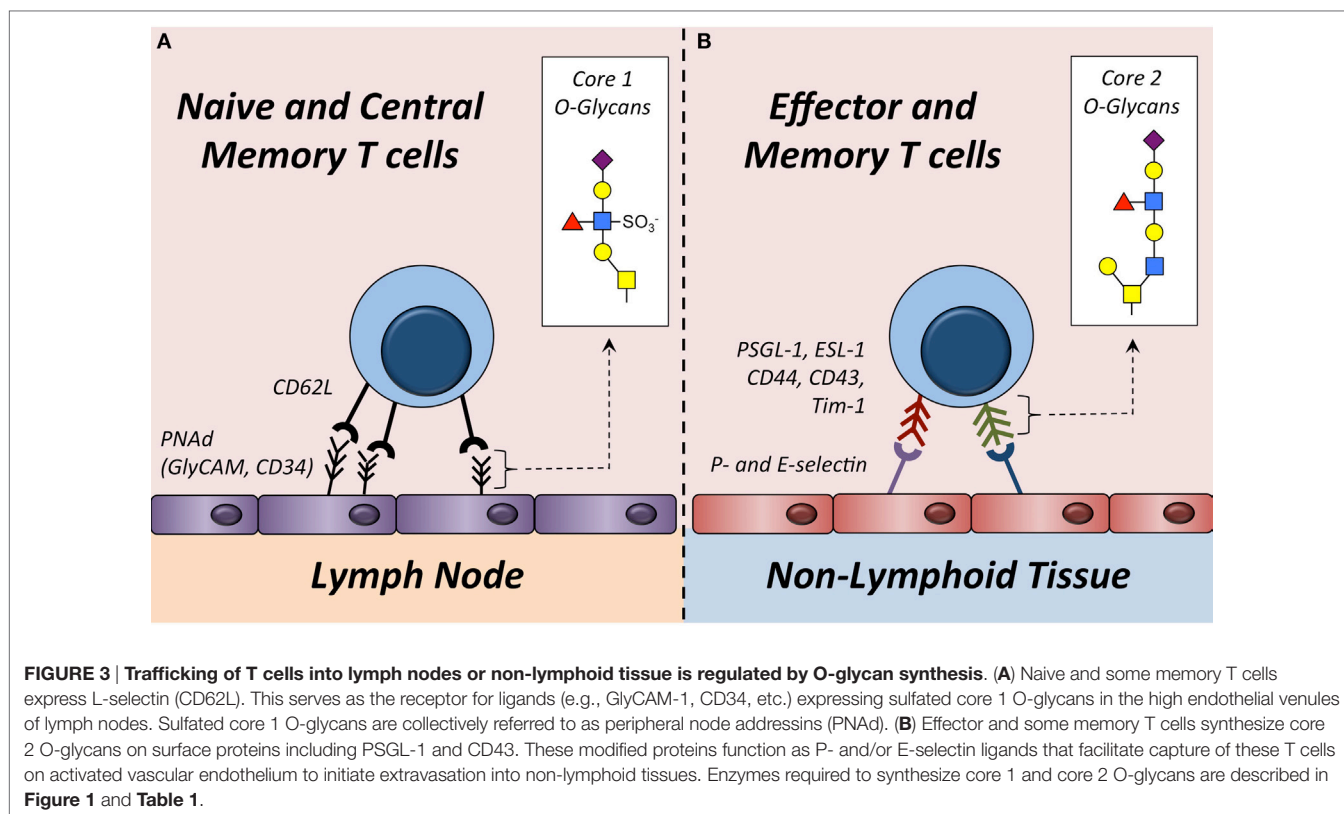 A
Naive and Central
Memory T cells
Core 1
O-Glycans
SO₃⁻
CD62L
PNAd
(GlyCAM, CD34)
Lymph Node
B
Effector and
Memory T cells
Core 2
O-Glycans
PSGL-1, ESL-1
CD44, CD43,
Tim-1
P- and E-selectin
Non-Lymphoid Tissue
FIGURE 3 | Trafficking of T cells into lymph nodes or non-lymphoid tissue is regulated by O-glycan synthesis. (A) Naive and some memory T cells
express L-selectin (CD62L). This serves as the receptor for ligands (e.g., GlyCAM-1, CD34, etc.) expressing sulfated core 1 O-glycans in the high endothelial venules
of lymph nodes. Sulfated core 1 O-glycans are collectively referred to as peripheral node addressins (PNAd). (B) Effector and some memory T cells synthesize core
2 O-glycans on surface proteins including PSGL-1 and CD43. These modified proteins function as P- and/or E-selectin ligands that facilitate capture of these T cells
on activated vascular endothelium to initiate extravasation into non-lymphoid tissues. Enzymes required to synthesize core 1 and core 2 O-glycans are described in
Figure 1 and Table 1.